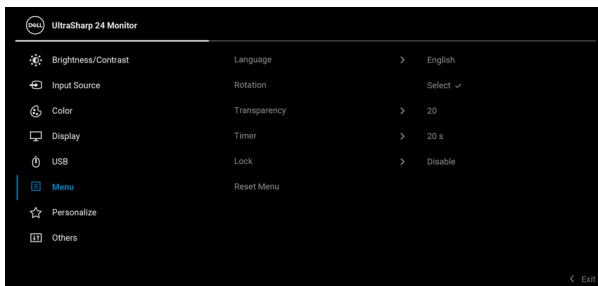 DELL UltraSharp 24 Monitor
Brightness/Contrast Language > English
Input Source Rotation Select ✓
Color Transparency > 20
Display Timer > 20 s
USB Lock > Disable
Menu Reset Menu
Personalize
Others
< Exit